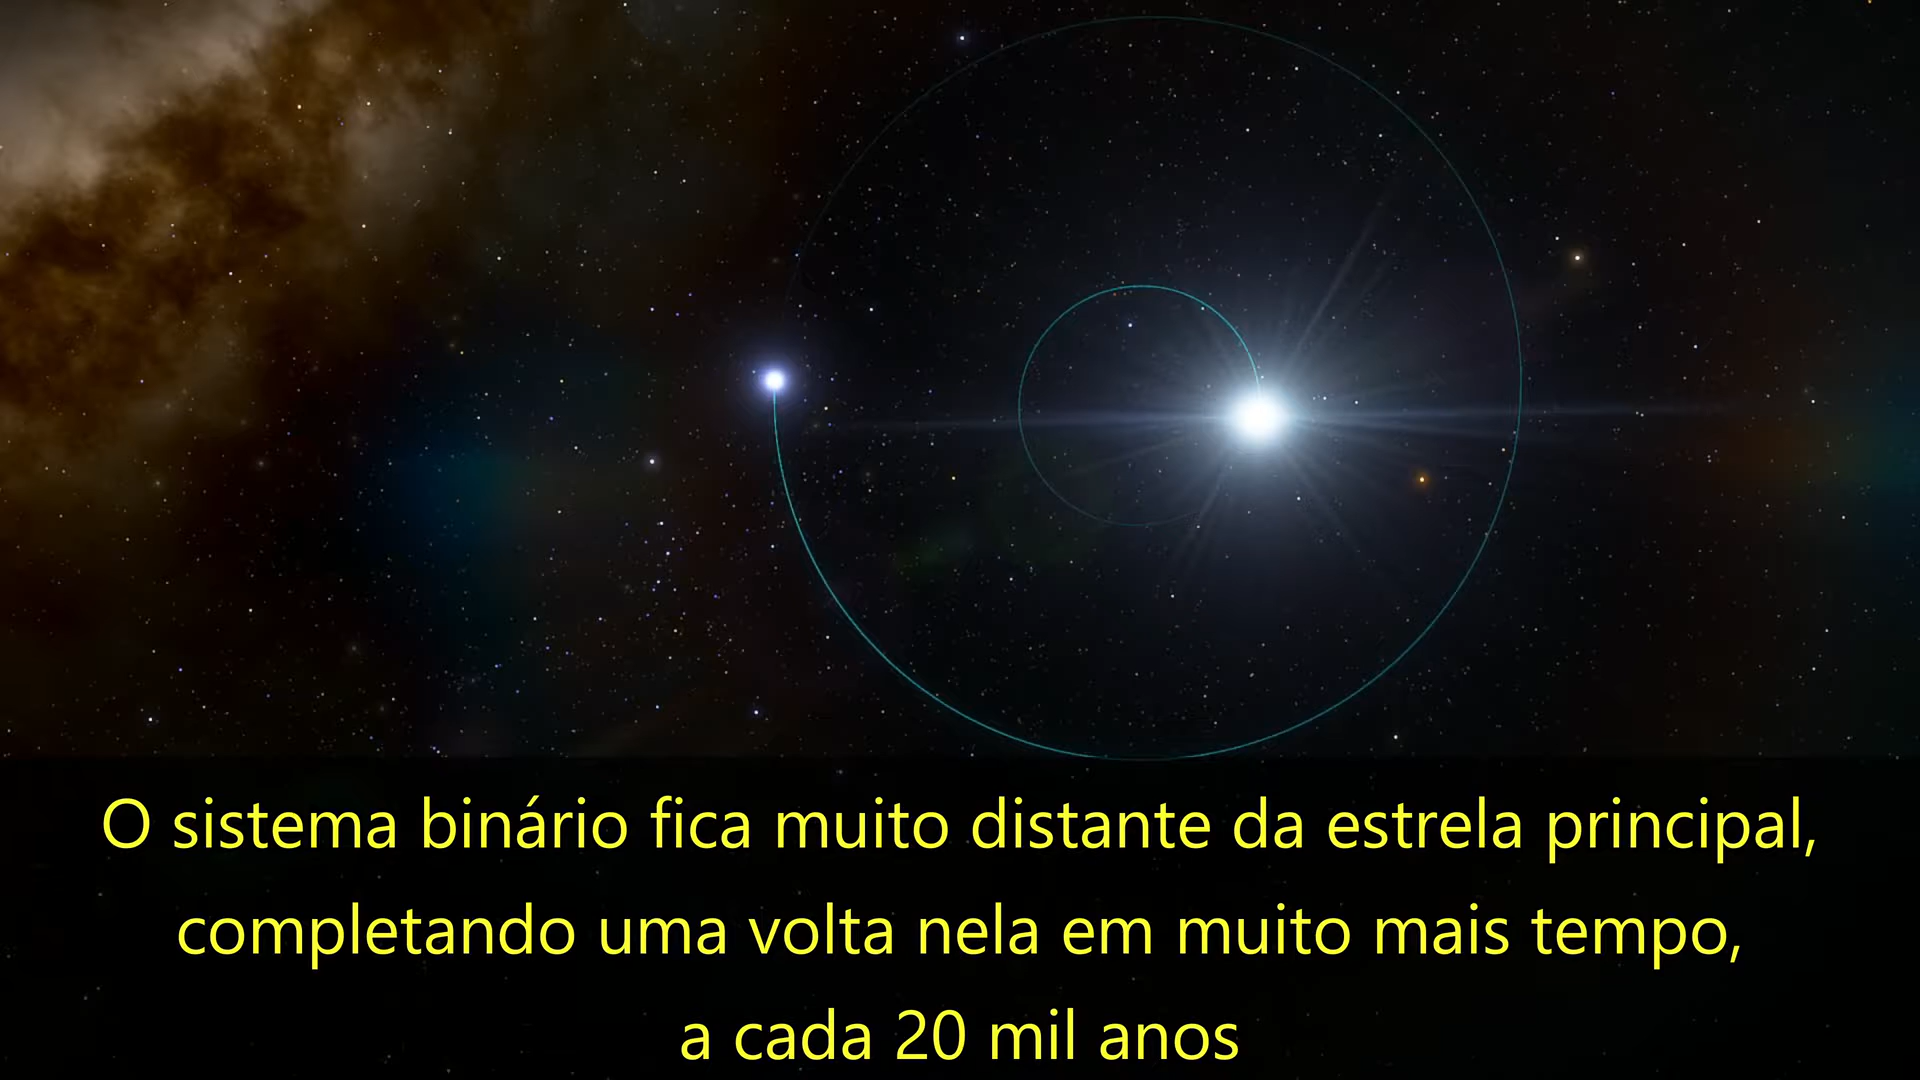 O sistema binário fica muito distante da estrela principal,
completando uma volta nela em muito mais tempo,
a cada 20 mil anos